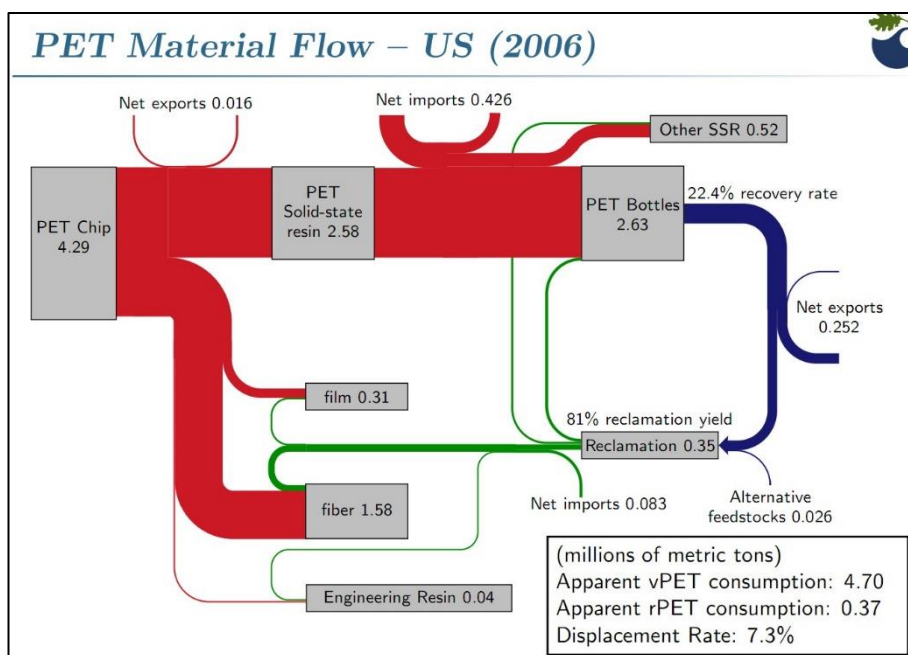 PET Material Flow – US (2006)
Net exports 0.016
Net imports 0.426
Other SSR 0.52
PET Chip
4.29
PET
Solid-state
resin 2.58
PET Bottles
2.63
22.4% recovery rate
Net exports
0.252
film 0.31
81% reclamation yield
Reclamation 0.35
fiber 1.58
Net imports 0.083
Alternative
feedstocks 0.026
Engineering Resin 0.04
(millions of metric tons)
Apparent vPET consumption: 4.70
Apparent rPET consumption: 0.37
Displacement Rate: 7.3%